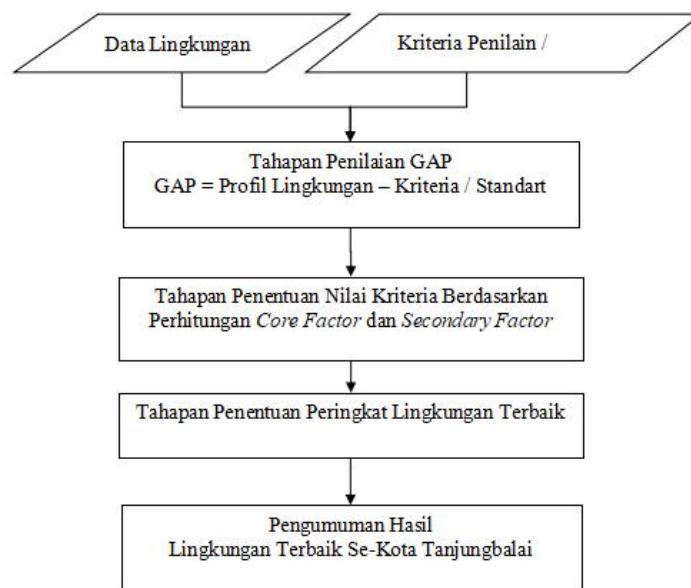 Data Lingkungan
Kriteria Penilain /
Tahapan Penilaian GAP
GAP = Profil Lingkungan – Kriteria / Standart
Tahapan Penentuan Nilai Kriteria Berdasarkan
Perhitungan Core Factor dan Secondary Factor
Tahapan Penentuan Peringkat Lingkungan Terbaik
Pengumuman Hasil
Lingkungan Terbaik Se-Kota Tanjungbalai